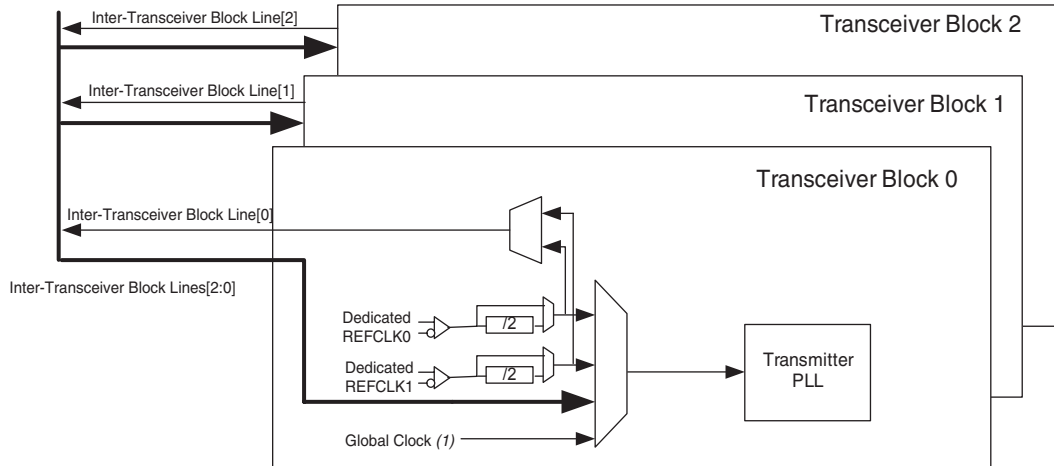 Inter-Transceiver Block Line[2]
Transceiver Block 2
Inter-Transceiver Block Line[1]
Transceiver Block 1
Transceiver Block 0
Inter-Transceiver Block Line[0]
Inter-Transceiver Block Lines[2:0]
Dedicated
REFCLK0
/2
Dedicated
REFCLK1
/2
Transmitter
PLL
Global Clock (1)